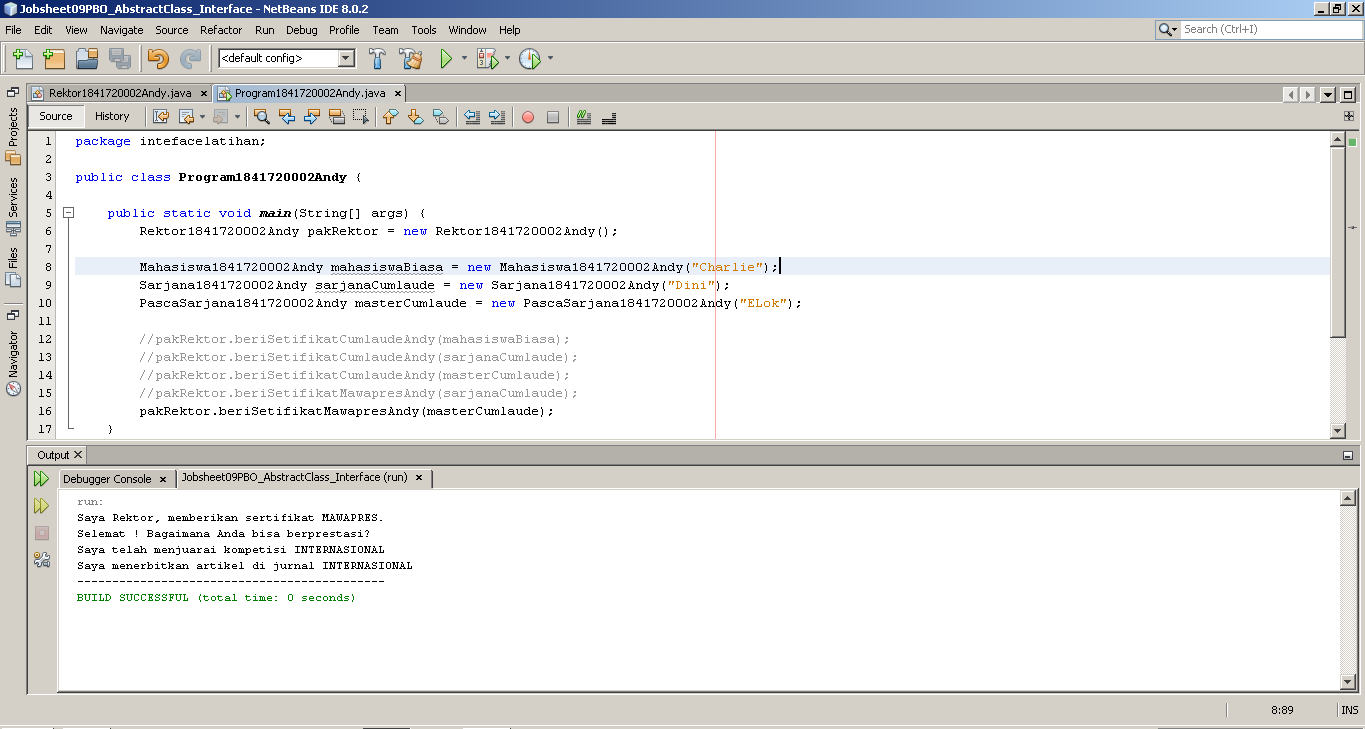 Jobsheet09PBO_AbstractClass_Interface - NetBeans IDE 8.0.2
File Edit View Navigate Source Refactor Run Debug Profile Team Tools Window Help
Search (Ctrl+I)
<default config>
Rektor1841720002Andy.java
Program1841720002Andy.java
Source History
Projects
Services
Files
Navigator
1 package intefacelatihan;
2
3 public class Program1841720002Andy {
4
5 public static void main(String[] args) {
6 Rektor1841720002Andy pakRektor = new Rektor1841720002Andy();
7
8 Mahasiswa1841720002Andy mahasiswaBiasa = new Mahasiswa1841720002Andy("Charlie");
9 Sarjana1841720002Andy sarjanaCumlaude = new Sarjana1841720002Andy("Dini");
10 PascaSarjana1841720002Andy masterCumlaude = new PascaSarjana1841720002Andy("ELok");
11
12 //pakRektor.beriSetifikatCumlaudeAndy(mahasiswaBiasa);
13 //pakRektor.beriSetifikatCumlaudeAndy(sarjanaCumlaude);
14 //pakRektor.beriSetifikatCumlaudeAndy(masterCumlaude);
15 //pakRektor.beriSetifikatMawapresAndy(sarjanaCumlaude);
16 pakRektor.beriSetifikatMawapresAndy(masterCumlaude);
17 }
Output
Debugger Console
Jobsheet09PBO_AbstractClass_Interface (run)
run:
Saya Rektor, memberikan sertifikat MAWAPRES.
Selemat ! Bagaimana Anda bisa berprestasi?
Saya telah menjuarai kompetisi INTERNASIONAL
Saya menerbitkan artikel di jurnal INTERNASIONAL
--------------------------------------------
BUILD SUCCESSFUL (total time: 0 seconds)
8:89 INS